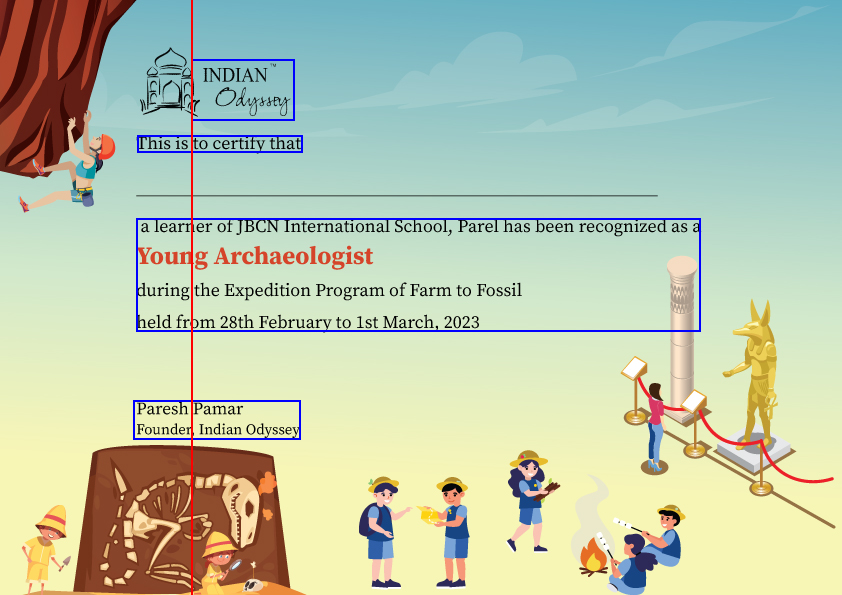 INDIAN™
Odyssey
This is to certify that
a learner of JBCN International School, Parel has been recognized as a
Young Archaeologist
during the Expedition Program of Farm to Fossil
held from 28th February to 1st March, 2023
Paresh Pamar
Founder, Indian Odyssey